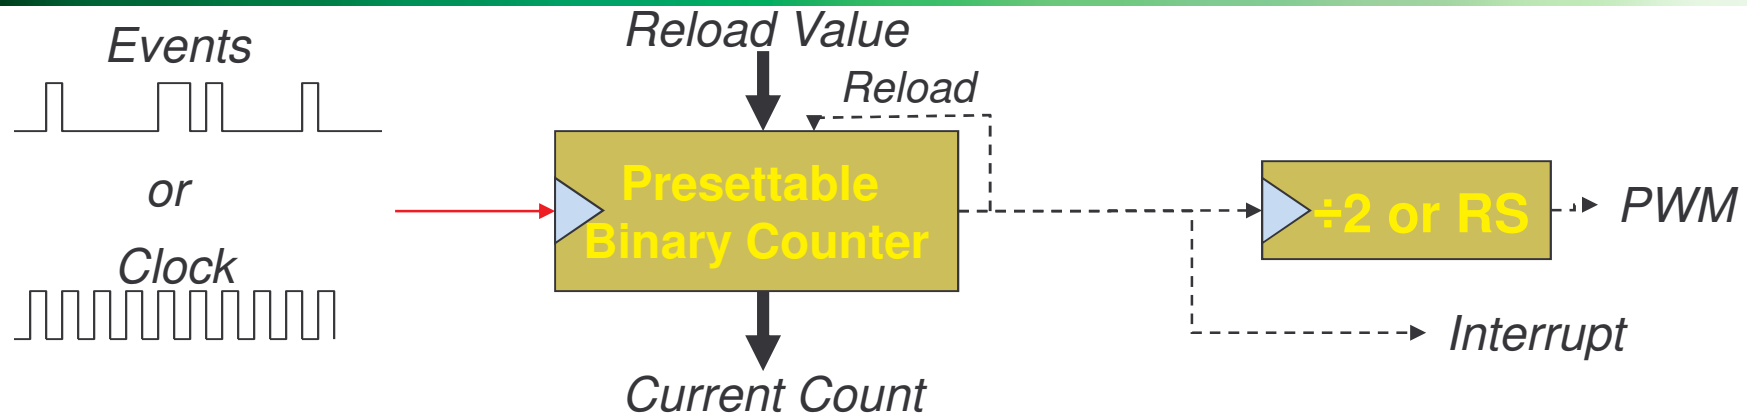 Events
or
Clock
Reload Value
Reload
Presettable
Binary Counter
Current Count
÷2 or RS
PWM
Interrupt